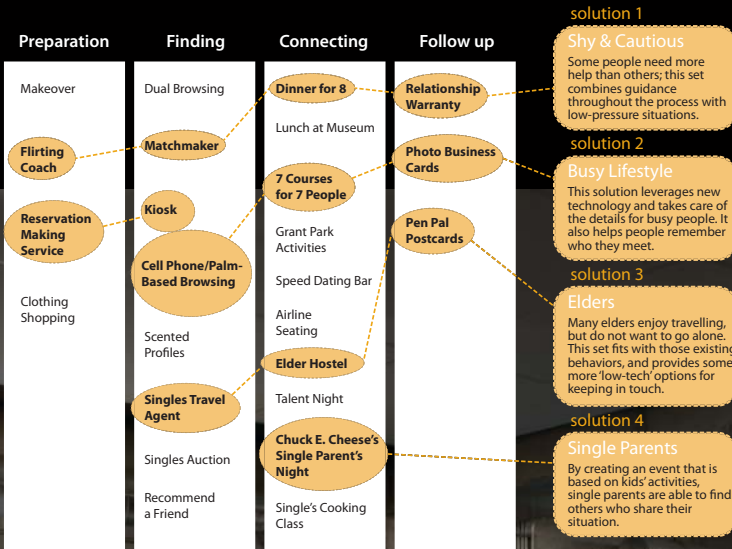 Preparation
Makeover
Flirting
Coach
Reservation
Making
Service
Clothing
Shopping
Finding
Dual Browsing
Matchmaker
Kiosk
Cell Phone/Palm-
Based Browsing
Scented
Profiles
Singles Travel
Agent
Singles Auction
Recommend
a Friend
Connecting
Dinner for 8
Lunch at Museum
7 Courses
for 7 People
Grant Park
Activities
Speed Dating Bar
Airline
Seating
Elder Hostel
Talent Night
Chuck E. Cheese's
Single Parent's
Night
Single's Cooking
Class
Follow up
Relationship
Warranty
Photo Business
Cards
Pen Pal
Postcards
solution 1
Shy & Cautious
Some people need more
help than others; this set
combines guidance
throughout the process with
low-pressure situations.
solution 2
Busy Lifestyle
This solution leverages new
technology and takes care of
the details for busy people. It
also helps people remember
who they meet.
solution 3
Elders
Many elders enjoy travelling,
but do not want to go alone.
This set fits with those existing
behaviors, and provides some
more 'low-tech' options for
keeping in touch.
solution 4
Single Parents
By creating an event that is
based on kids' activities,
single parents are able to find
others who share their
situation.